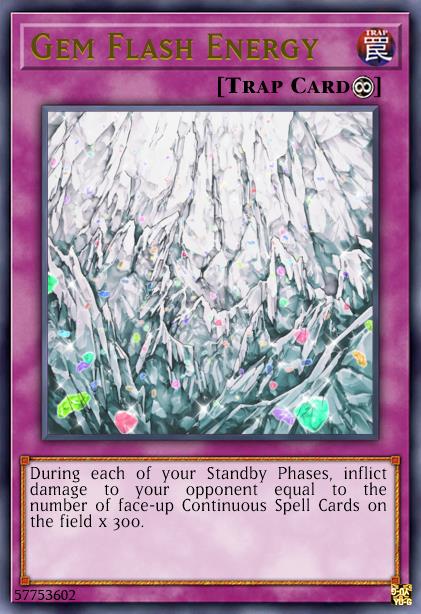 Gem Flash Energy
TRAP
罠
[Trap Card]
During each of your Standby Phases, inflict
damage to your opponent equal to the
number of face-up Continuous Spell Cards on
the field x 300.
57753602